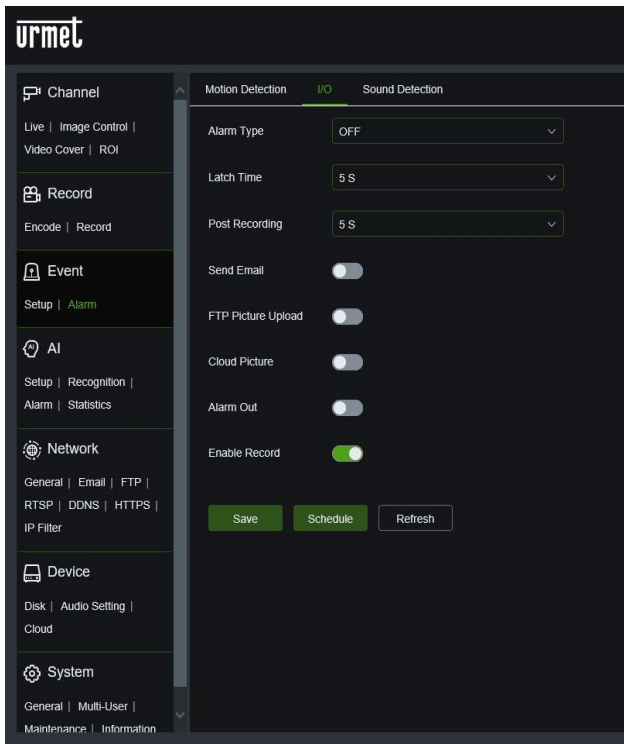 urmet
Channel
Live | Image Control |
Video Cover | ROI
Record
Encode | Record
Event
Setup | Alarm
AI
AI
Setup | Recognition |
Alarm | Statistics
Network
General | Email | FTP |
RTSP | DDNS | HTTPS |
IP Filter
Device
Disk | Audio Setting |
Cloud
System
General | Multi-User |
Maintenance | Information
Motion Detection I/O Sound Detection
Alarm Type OFF
Latch Time 5 S
Post Recording 5 S
Send Email
FTP Picture Upload
Cloud Picture
Alarm Out
Enable Record
Save Schedule Refresh